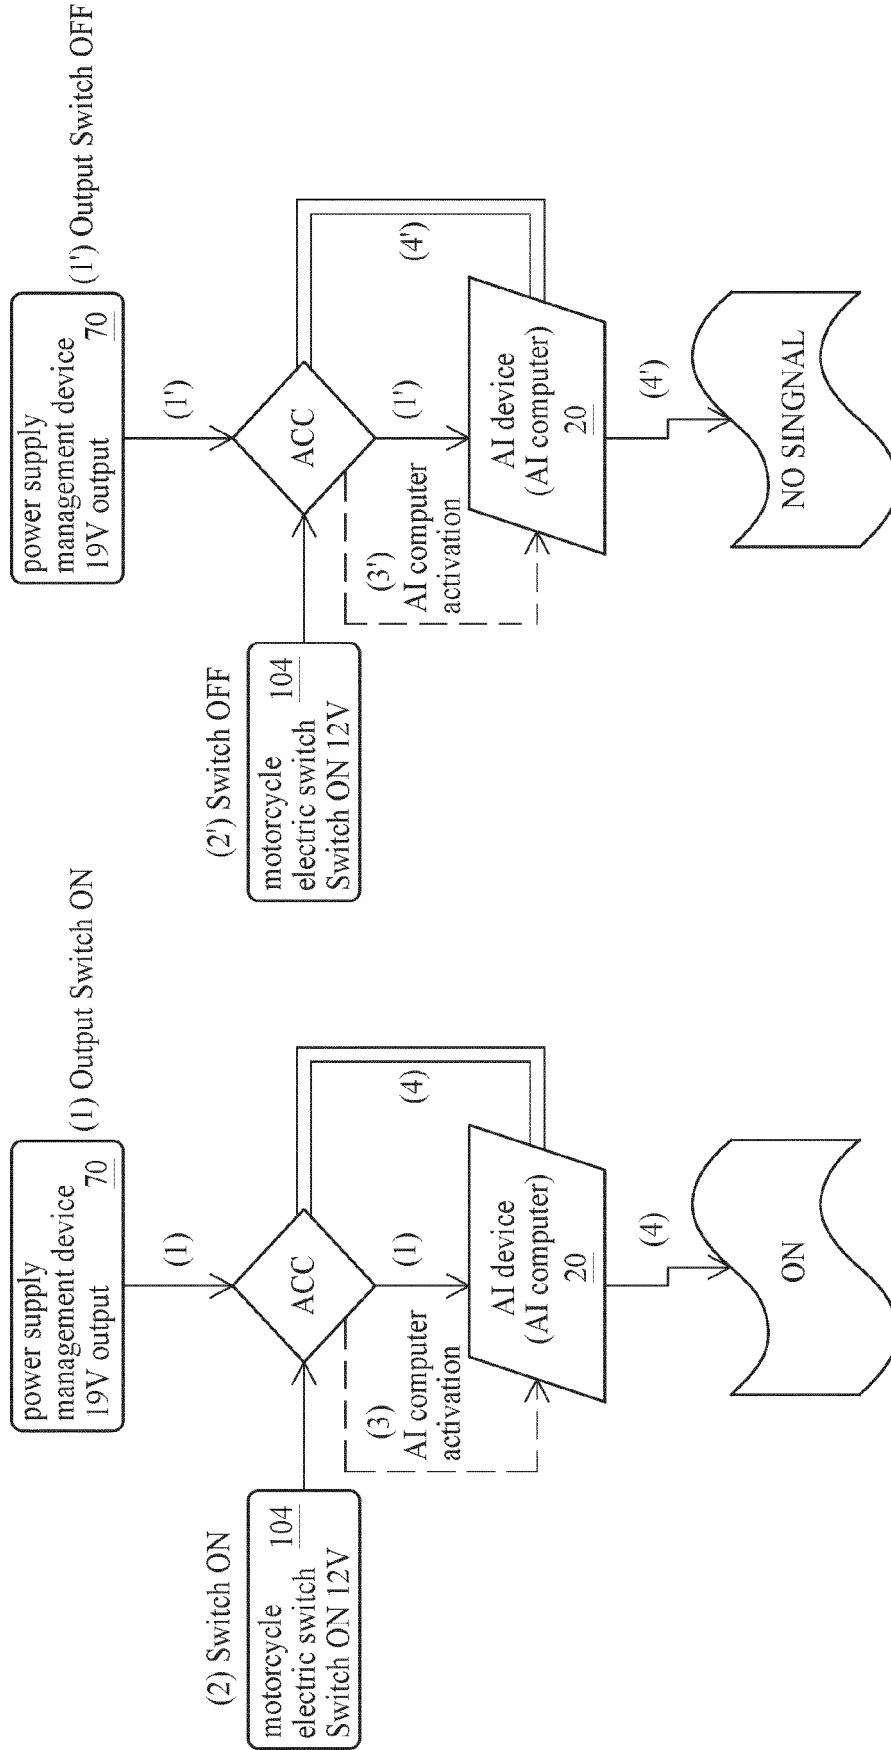 (1) Output Switch ON
power supply
management device
19V output 70
(1)
(2) Switch ON
motorcycle
electric switch 104
Switch ON 12V
ACC
(4)
(3)
AI computer
activation
(1)
AI device
(AI computer)
20
(4)
ON
(1') Output Switch OFF
power supply
management device
19V output 70
(1')
(2') Switch OFF
motorcycle
electric switch 104
Switch ON 12V
ACC
(4')
(3')
AI computer
activation
(1')
AI device
(AI computer)
20
(4')
NO SINGNAL